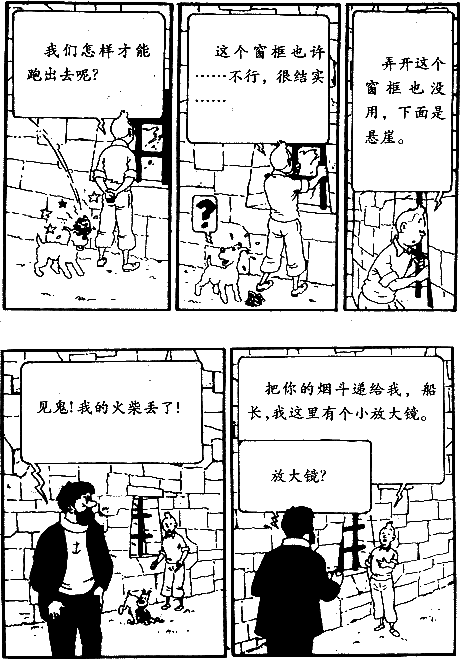 我们怎样才能
跑出去呢？
这个窗框也许
······不行，很结实
······
弄开这个
窗框也没
用，下面是
悬崖。
?
见鬼！我的火柴丢了！
把你的烟斗递给我，船
长，我这里有个小放大镜。
放大镜？